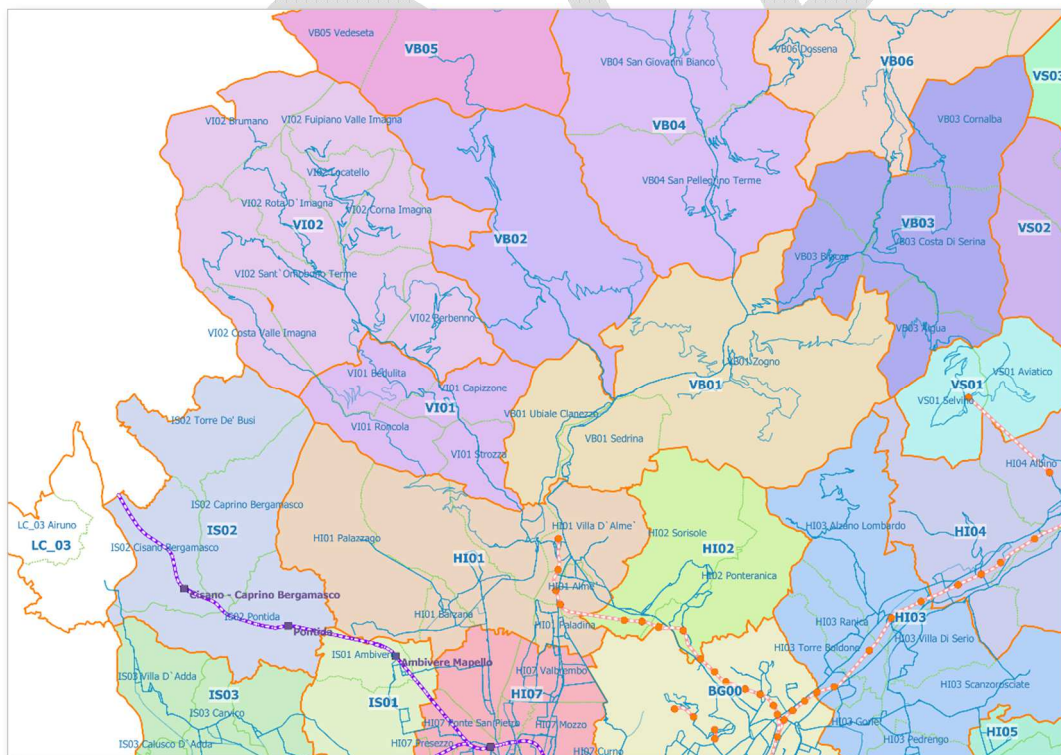 VB05 Vedeseta
VB05
VB04 San Giovanni Bianco
VB06 Dossena
VB06
VS03
VI02 Brumano
VI02 Fuipiano Valle Imagna
VB04
VB03 Cornalba
VI02 Locatello
VB04 San Pellegrino Terme
VI02 Rota D`Imagna
VI02 Corna Imagna
VI02
VB02
VB03
VS02
VB03 Costa Di Serina
VB03 Bracca
VI02 Sant`Omobono Terme
VI02 Berbenno
VI02 Costa Valle Imagna
VB03 Algua
VB01 Zogno
VI01 Bedulita
VS01 Aviatico
VI01 Capizzone
VB01
VS01
VS01 Selvino
VI01
VB01 Ubiale Clanezzo
IS02 Torre De' Busi
VI01 Roncola
VB01 Sedrina
VI01 Strozza
HI04 Albino
IS02 Caprino Bergamasco
LC_03 Airuno
HI01 Villa D`Alme`
HI03 Alzano Lombardo
IS02
HI02 Sorisole
HI04
HI01 Palazzago
LC_03
IS02 Cisano Bergamasco
HI01
HI02
HI02 Ponteranica
HI01 Alme`
Cisano - Caprino Bergamasco
IS02 Pontida
HI01 Barzana
HI03
HI01 Paladina
HI03 Ranica
Pontida
HI03 Villa Di Serio
HI03 Torre Boldone
IS01 Ambivere
Ambivere Mapello
HI07 Valbrembo
IS03 Villa D`Adda
HI03 Scanzorosciate
IS03
IS01
HI07
BG00
IS03 Carvico
HI07 Ponte San Pietro
HI07 Mozzo
HI03 Gorle
HI05
IS03 Calusco D`Adda
HI07 Presezzo
HI03 Pedrengo
HI07 Curno